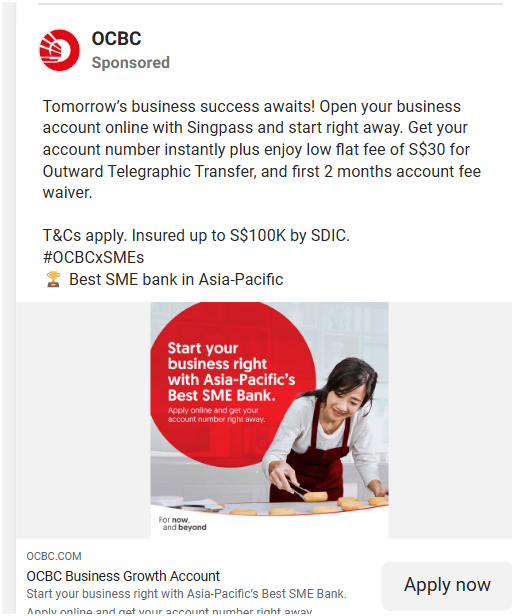 OCBC
Sponsored
Tomorrow’s business success awaits! Open your business
account online with Singpass and start right away. Get your
account number instantly plus enjoy low flat fee of S$30 for
Outward Telegraphic Transfer, and first 2 months account fee
waiver.
T&Cs apply. Insured up to S$100K by SDIC.
#OCBCxSMEs
🏆 Best SME bank in Asia-Pacific
Start your
business right
with Asia-Pacific’s
Best SME Bank.
Apply online and get your
account number right away.
For now,
and beyond
OCBC.COM
OCBC Business Growth Account
Start your business right with Asia-Pacific’s Best SME Bank.
Apply online and get your account number right away.
Apply now